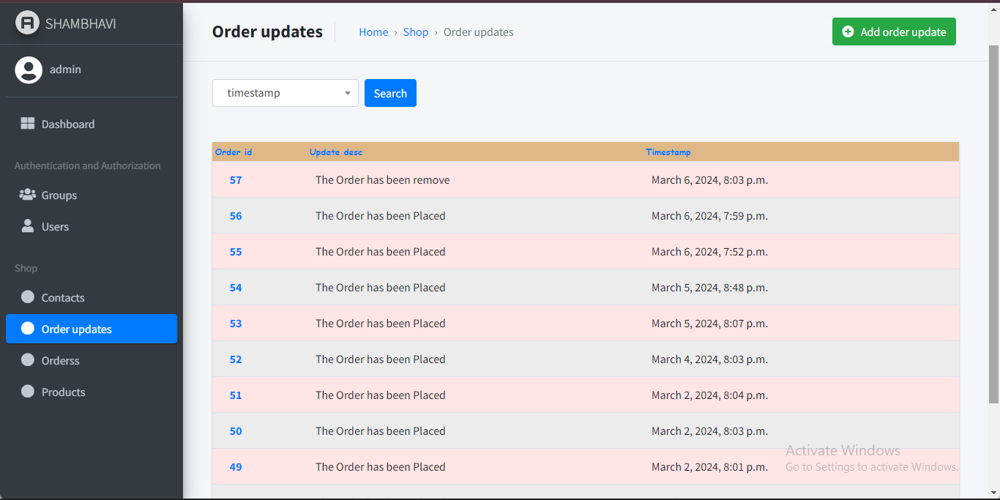 SHAMBHAVI
admin
Dashboard
Authentication and Authorization
Groups
Users
Shop
Contacts
Order updates
Orderss
Products
Order updates
Home › Shop › Order updates
Add order update
timestamp
Search
Order id Update desc Timestamp
57 The Order has been remove March 6, 2024, 8:03 p.m.
56 The Order has been Placed March 6, 2024, 7:59 p.m.
55 The Order has been Placed March 6, 2024, 7:52 p.m.
54 The Order has been Placed March 5, 2024, 8:48 p.m.
53 The Order has been Placed March 5, 2024, 8:07 p.m.
52 The Order has been Placed March 4, 2024, 8:03 p.m.
51 The Order has been Placed March 2, 2024, 8:04 p.m.
50 The Order has been Placed March 2, 2024, 8:03 p.m.
49 The Order has been Placed March 2, 2024, 8:01 p.m.
Activate Windows
Go to Settings to activate Windows.